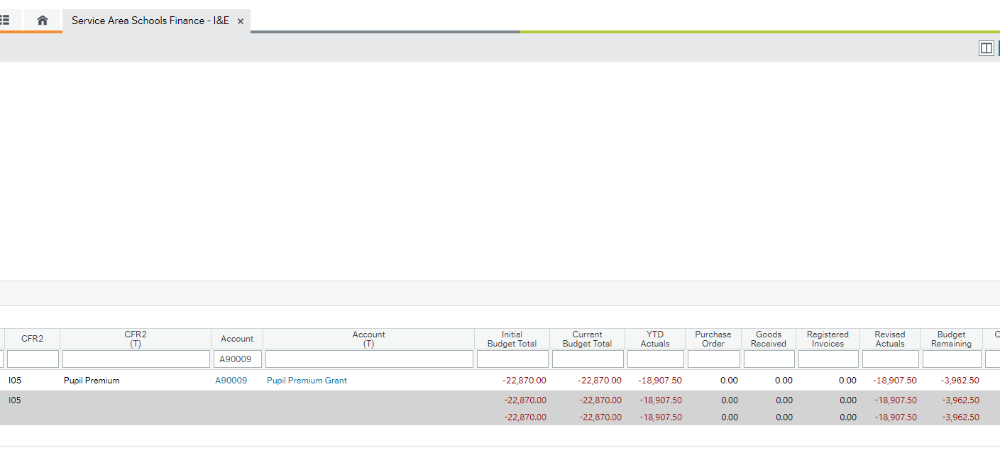 Service Area Schools Finance - I&E ×
CFR2 CFR2 (T) Account Account (T) Initial Budget Total Current Budget Total YTD Actuals Purchase Order Goods Received Registered Invoices Revised Actuals Budget Remaining
A90009
I05 Pupil Premium A90009 Pupil Premium Grant -22,870.00 -22,870.00 -18,907.50 0.00 0.00 0.00 -18,907.50 -3,962.50
I05 -22,870.00 -22,870.00 -18,907.50 0.00 0.00 0.00 -18,907.50 -3,962.50
-22,870.00 -22,870.00 -18,907.50 0.00 0.00 0.00 -18,907.50 -3,962.50